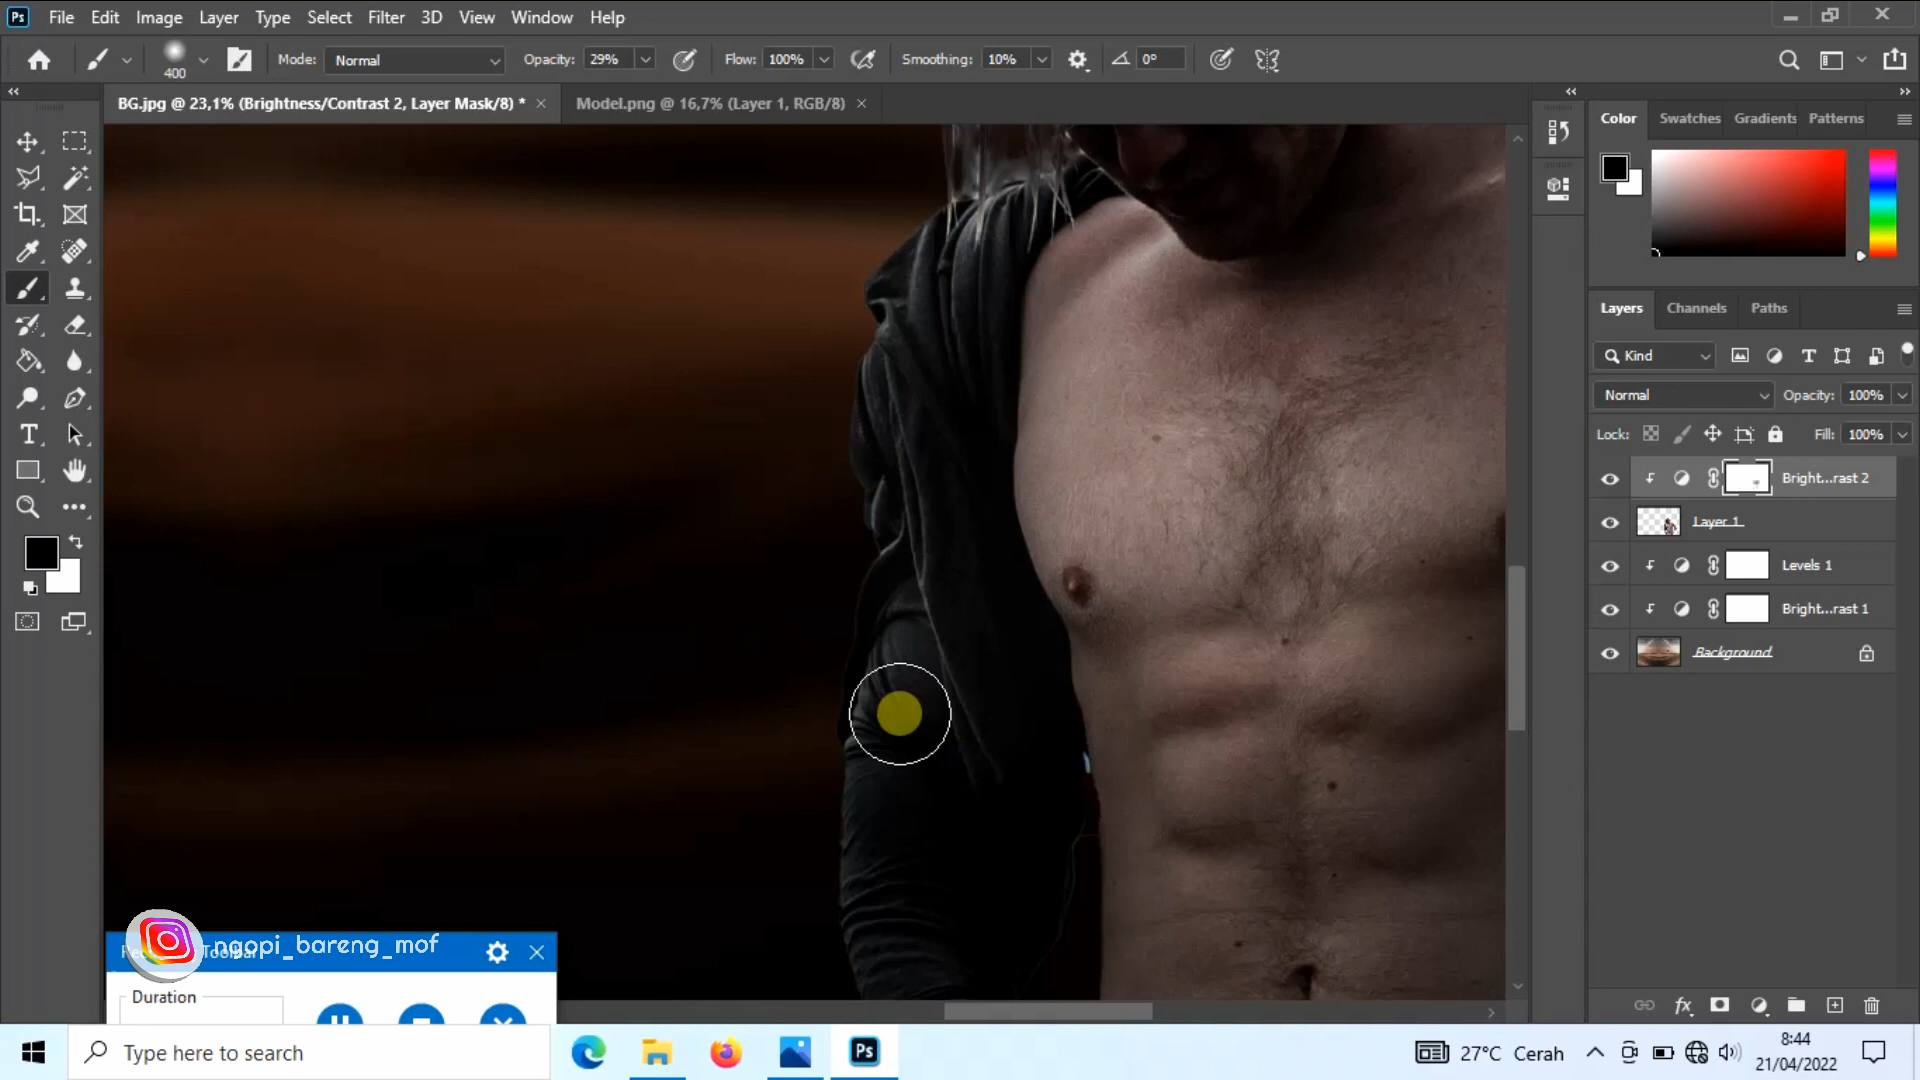 Ps File Edit Image Layer Type Select Filter 3D View Window Help
400 Mode: Normal Opacity: 29% Flow: 100% Smoothing: 10% 0°
BG.jpg @ 23,1% (Brightness/Contrast 2, Layer Mask/8) * Model.png @ 16,7% (Layer 1, RGB/8)
Color Swatches Gradients Patterns
Layers Channels Paths
Kind
Normal Opacity: 100%
Lock: Fill: 100%
Bright...rast 2
Layer 1
Levels 1
Bright...rast 1
Background
ngopi_bareng_mof
Duration
Type here to search
Ps
27°C Cerah
8:44
21/04/2022